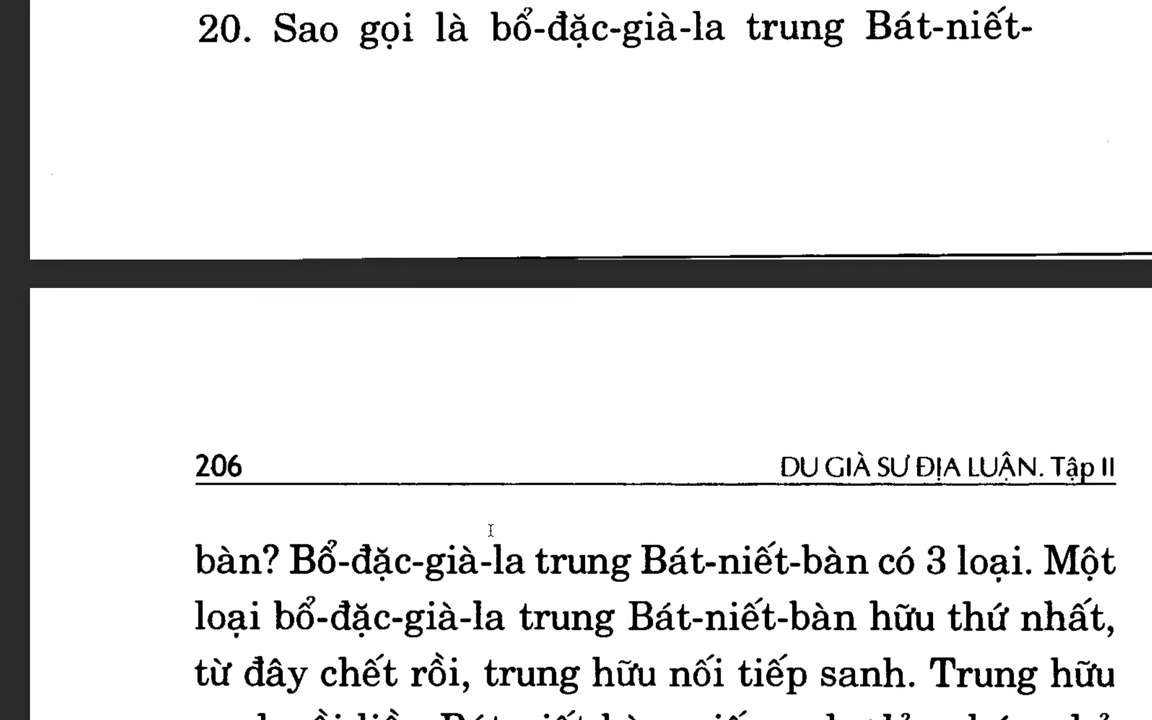 20. Sao gọi là bổ-đặc-già-la trung Bát-niết-
206 DU GIÀ SƯ ĐỊA LUẬN. Tập II
bàn? Bổ-đặc-già-la trung Bát-niết-bàn có 3 loại. Một
loại bổ-đặc-già-la trung Bát-niết-bàn hữu thứ nhất,
từ đây chết rồi, trung hữu nối tiếp sanh. Trung hữu